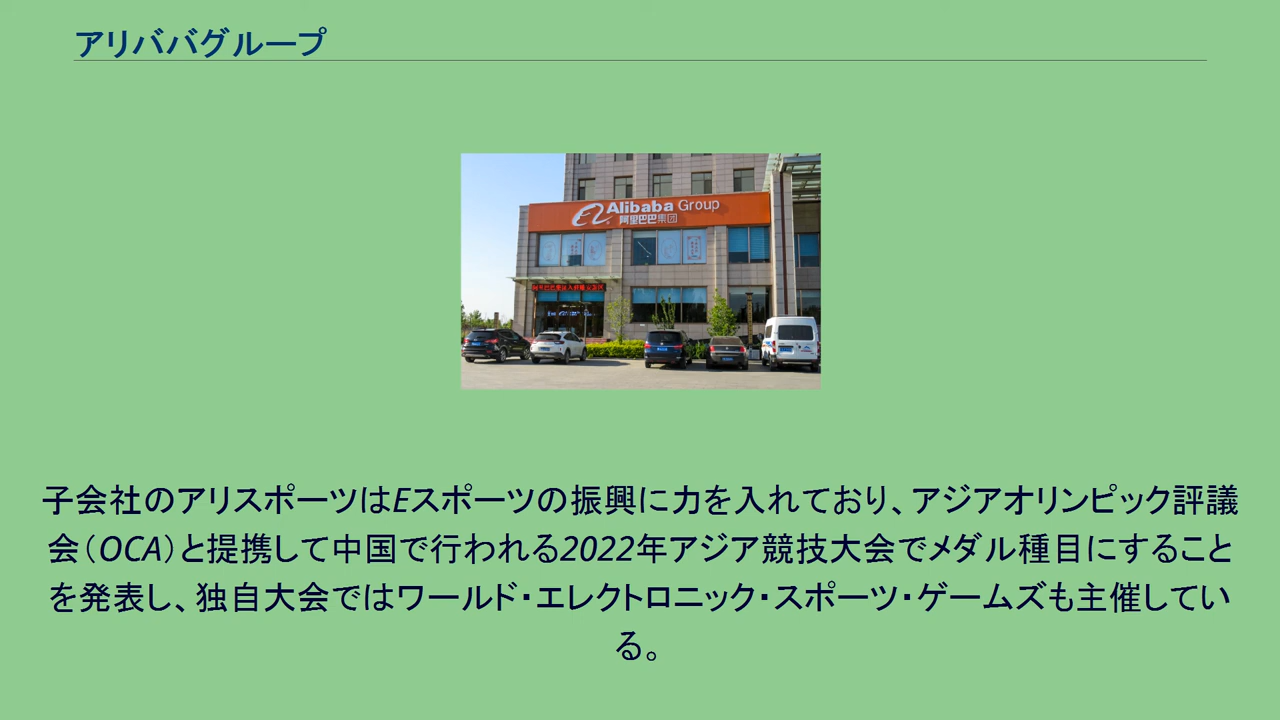 アリババグループ
Alibaba Group
阿里巴巴集团
子会社のアリスポーツはEスポーツの振興に力を入れており、アジアオリンピック評議
会（OCA）と提携して中国で行われる2022年アジア競技大会でメダル種目にすること
を発表し、独自大会ではワールド・エレクトロニック・スポーツ・ゲームズも主催してい
る。